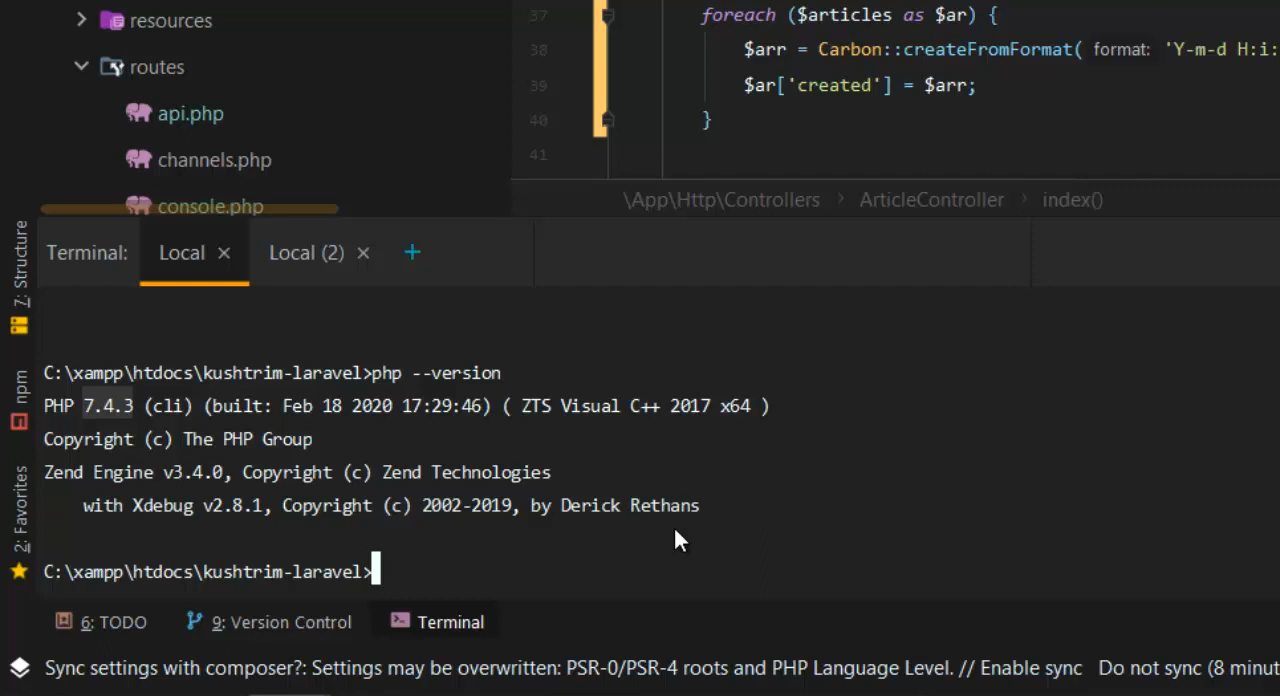 resources
routes
api.php
channels.php
console.php
37 foreach ($articles as $ar) {
38 $arr = Carbon::createFromFormat( format: 'Y-m-d H:i:
39 $ar['created'] = $arr;
40 }
41
\App\Http\Controllers › ArticleController › index()
7: Structure
npm
2: Favorites
Terminal: Local × Local (2) × +
C:\xampp\htdocs\kushtrim-laravel>php --version
PHP 7.4.3 (cli) (built: Feb 18 2020 17:29:46) ( ZTS Visual C++ 2017 x64 )
Copyright (c) The PHP Group
Zend Engine v3.4.0, Copyright (c) Zend Technologies
with Xdebug v2.8.1, Copyright (c) 2002-2019, by Derick Rethans
C:\xampp\htdocs\kushtrim-laravel>
6: TODO 9: Version Control Terminal
Sync settings with composer?: Settings may be overwritten: PSR-0/PSR-4 roots and PHP Language Level. // Enable sync Do not sync (8 minut